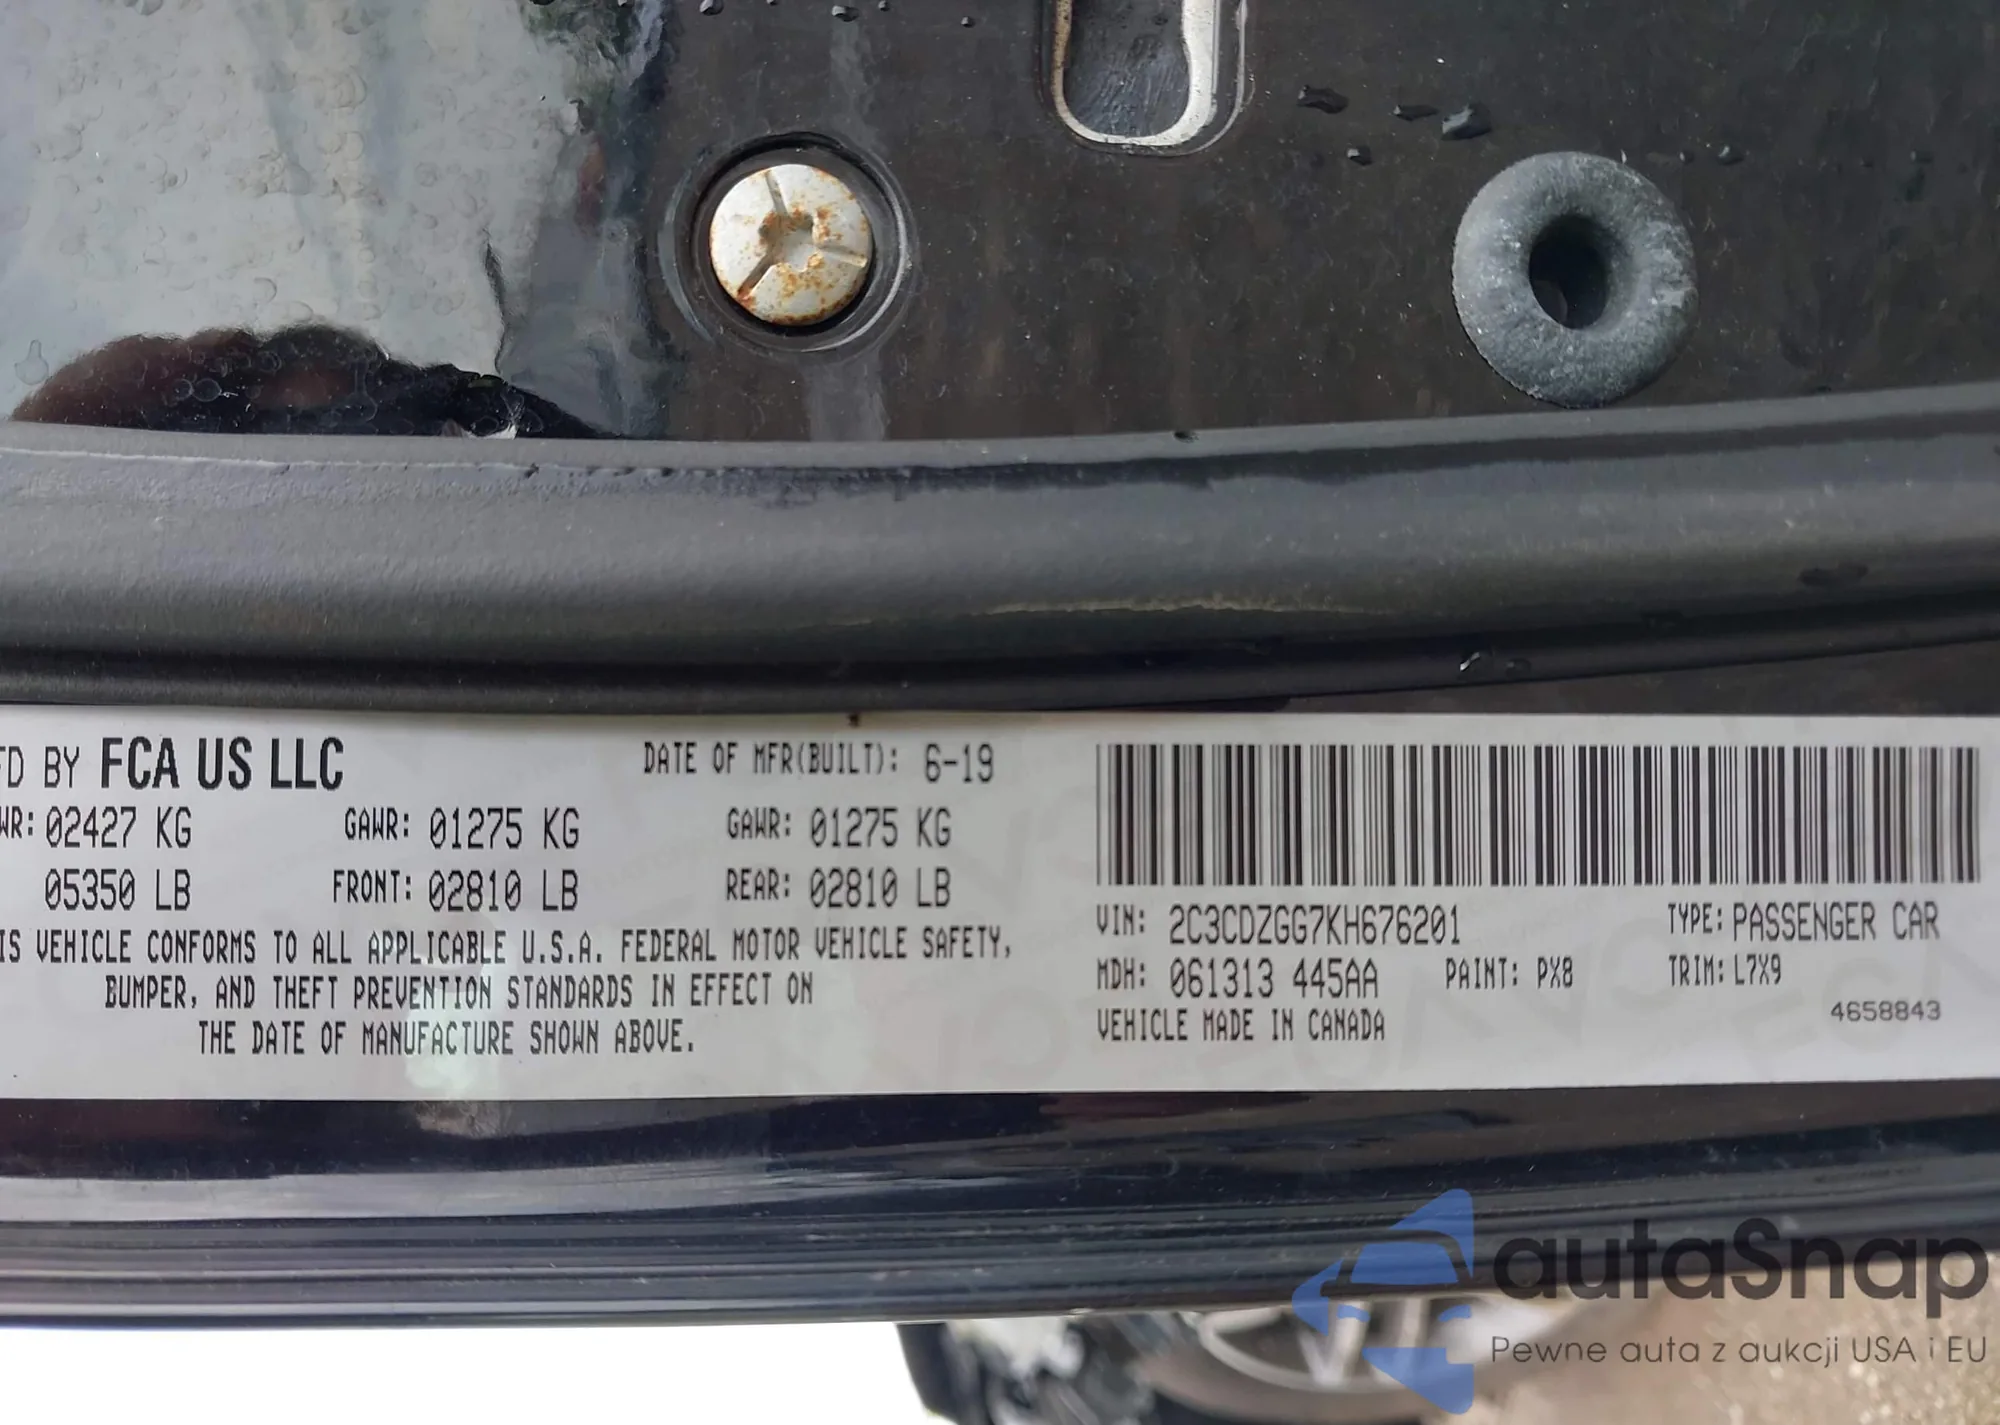 FD BY FCA US LLC DATE OF MFR(BUILT): 6-19
WR: 02427 KG GAWR: 01275 KG GAWR: 01275 KG
05350 LB FRONT: 02810 LB REAR: 02810 LB
IS VEHICLE CONFORMS TO ALL APPLICABLE U.S.A. FEDERAL MOTOR VEHICLE SAFETY,
BUMPER, AND THEFT PREVENTION STANDARDS IN EFFECT ON
THE DATE OF MANUFACTURE SHOWN ABOVE.
VIN: 2C3CDZGG7KH676201 TYPE: PASSENGER CAR
MDH: 061313 445AA PAINT: PX8 TRIM: L7X9
VEHICLE MADE IN CANADA 4658843
autaSnap
Pewne auta z aukcji USA i EU